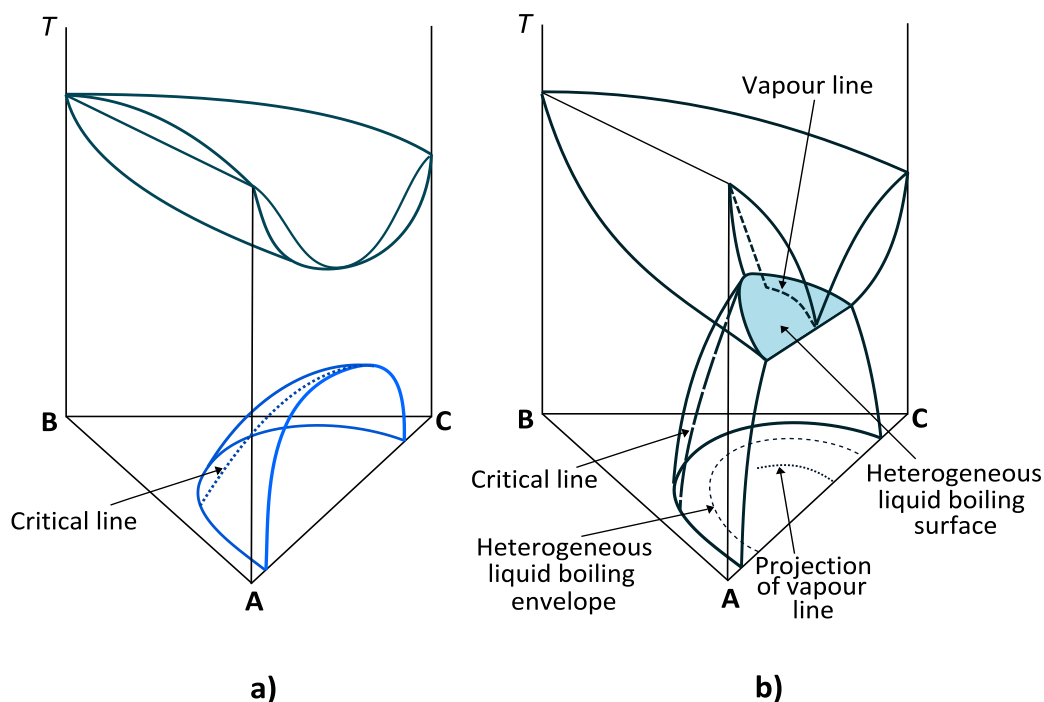 T
B
C
Critical line
A
a)
T
Vapour line
B
C
Critical line
Heterogeneous
liquid boiling
surface
Heterogeneous
liquid boiling
envelope
Projection
of vapour
line
A
b)